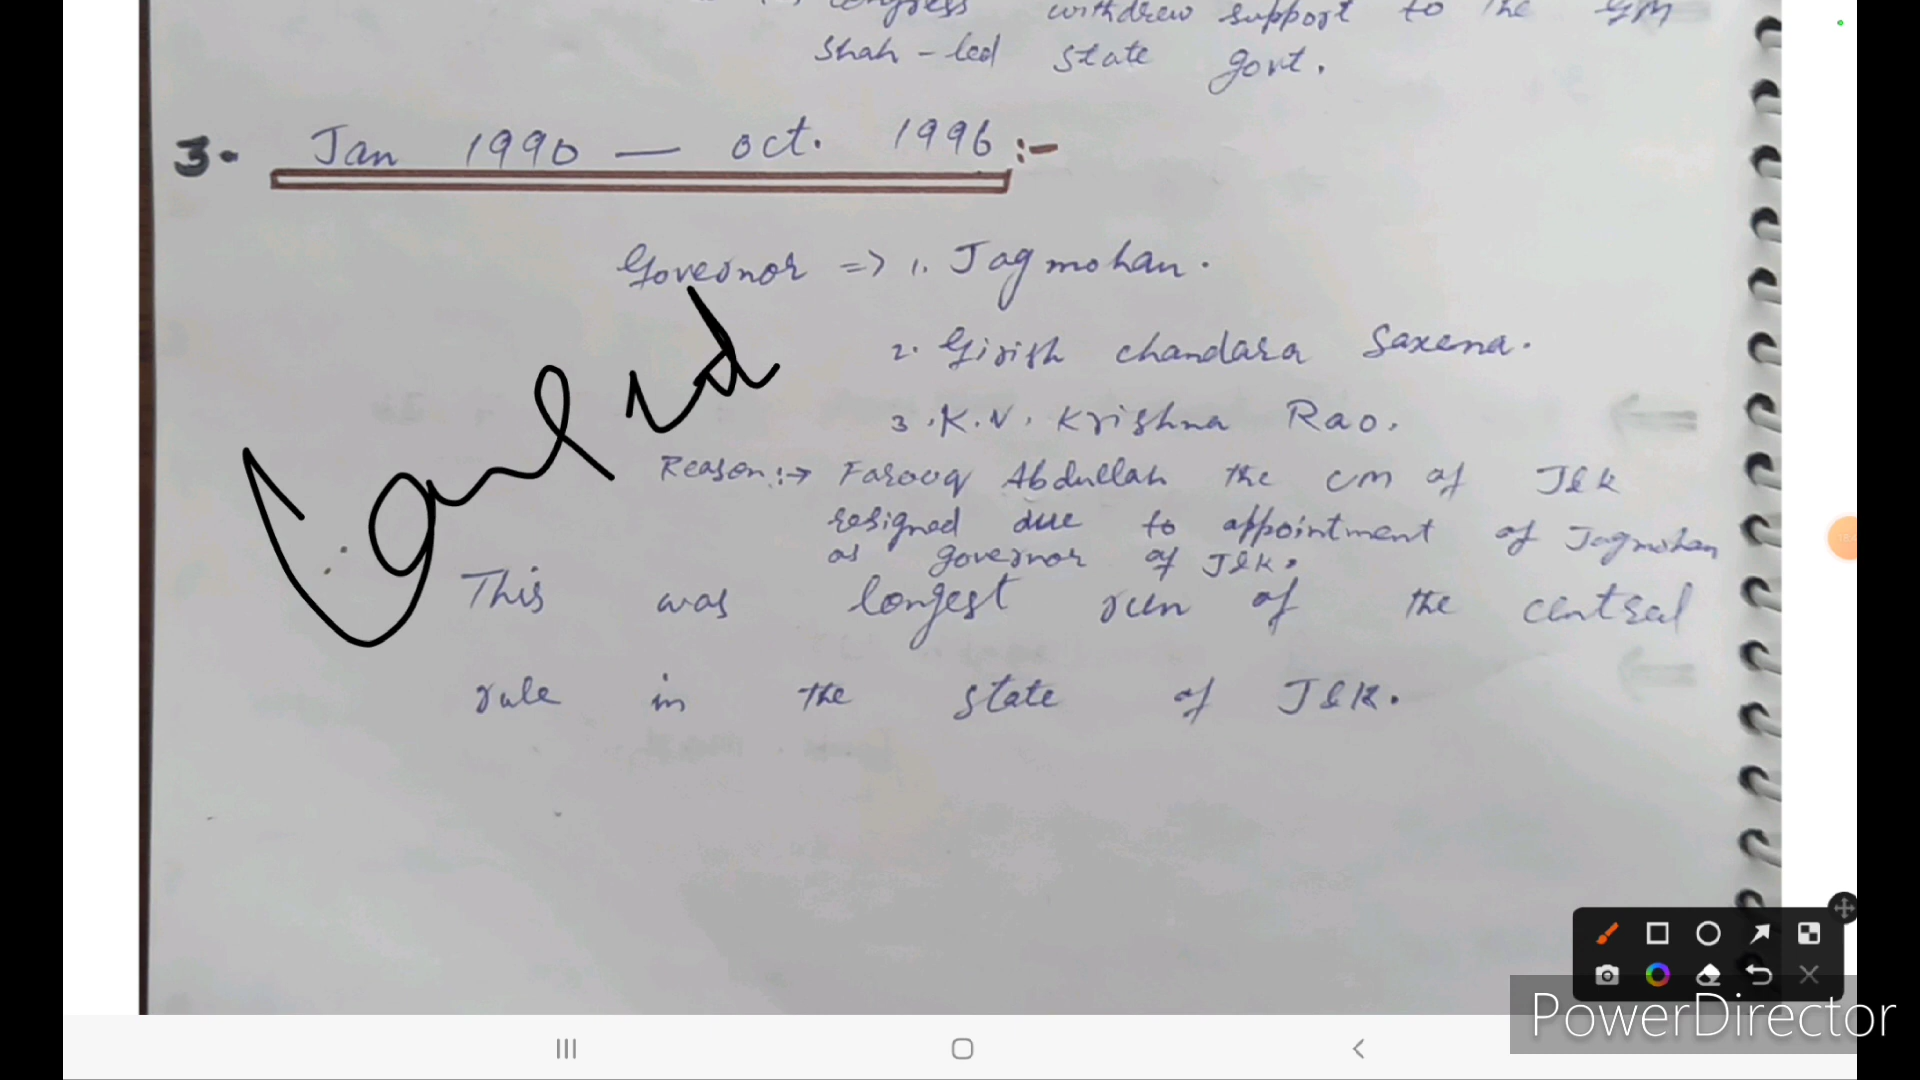 Congress withdrew support to the GM
Shah-led state govt.
3. Jan 1990 — oct. 1996 :-
Governor => 1. Jagmohan.
2. Girish chandara Saxena.
3. K.V. Krishna Rao.
Reason :-> Farooq Abdullah the CM of J&K
resigned due to appointment of Jagmohan
as governor of J&K.
This was longest run of the central
rule in the state of J&K.
PowerDirector